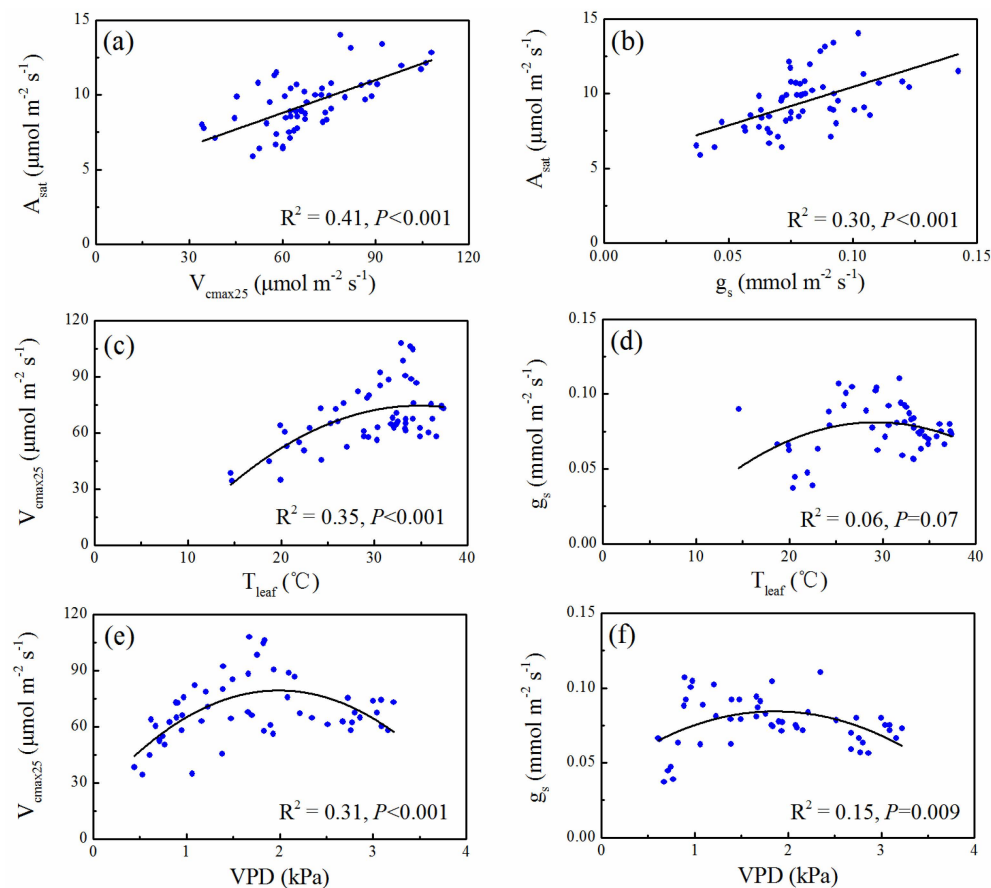 (a)
A_sat (μmol m^-2 s^-1)
15
10
5
0
30 60 90 120
R² = 0.41, P<0.001
V_cmax25 (μmol m^-2 s^-1)
(b)
A_sat (μmol m^-2 s^-1)
15
10
5
0
0.00 0.05 0.10 0.15
R² = 0.30, P<0.001
g_s (mmol m^-2 s^-1)
(c)
V_cmax25 (μmol m^-2 s^-1)
120
90
60
30
0
0 10 20 30 40
R² = 0.35, P<0.001
T_leaf (℃)
(d)
g_s (mmol m^-2 s^-1)
0.15
0.10
0.05
0.00
0 10 20 30 40
R² = 0.06, P=0.07
T_leaf (℃)
(e)
V_cmax25 (μmol m^-2 s^-1)
120
90
60
30
0
0 1 2 3 4
R² = 0.31, P<0.001
VPD (kPa)
(f)
g_s (mmol m^-2 s^-1)
0.15
0.10
0.05
0.00
0 1 2 3 4
R² = 0.15, P=0.009
VPD (kPa)